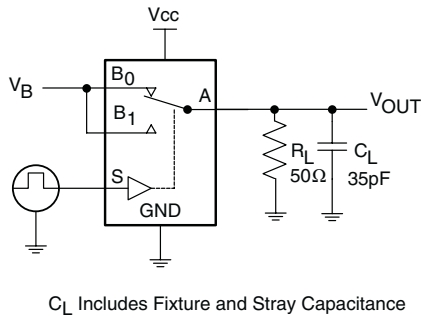 Vcc
V_B
B_0
A
V_OUT
B_1
R_L
50Ω
C_L
35pF
S
GND
C_L Includes Fixture and Stray Capacitance